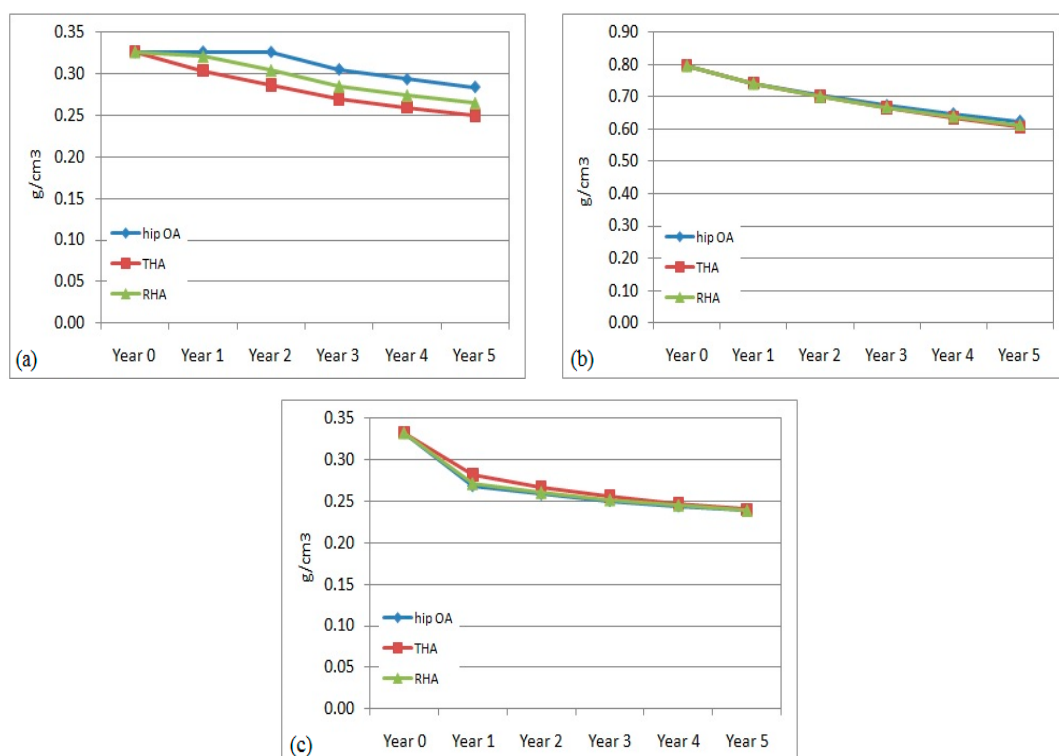 0.35
0.30
0.25
0.20
0.15
0.10
0.05
0.00
g/cm3
hip OA
THA
RHA
Year 0 Year 1 Year 2 Year 3 Year 4 Year 5
(a)
0.90
0.80
0.70
0.60
0.50
0.40
0.30
0.20
0.10
0.00
g/cm3
hip OA
THA
RHA
Year 0 Year 1 Year 2 Year 3 Year 4 Year 5
(b)
0.35
0.30
0.25
0.20
0.15
0.10
0.05
0.00
g/cm3
hip OA
THA
RHA
Year 0 Year 1 Year 2 Year 3 Year 4 Year 5
(c)